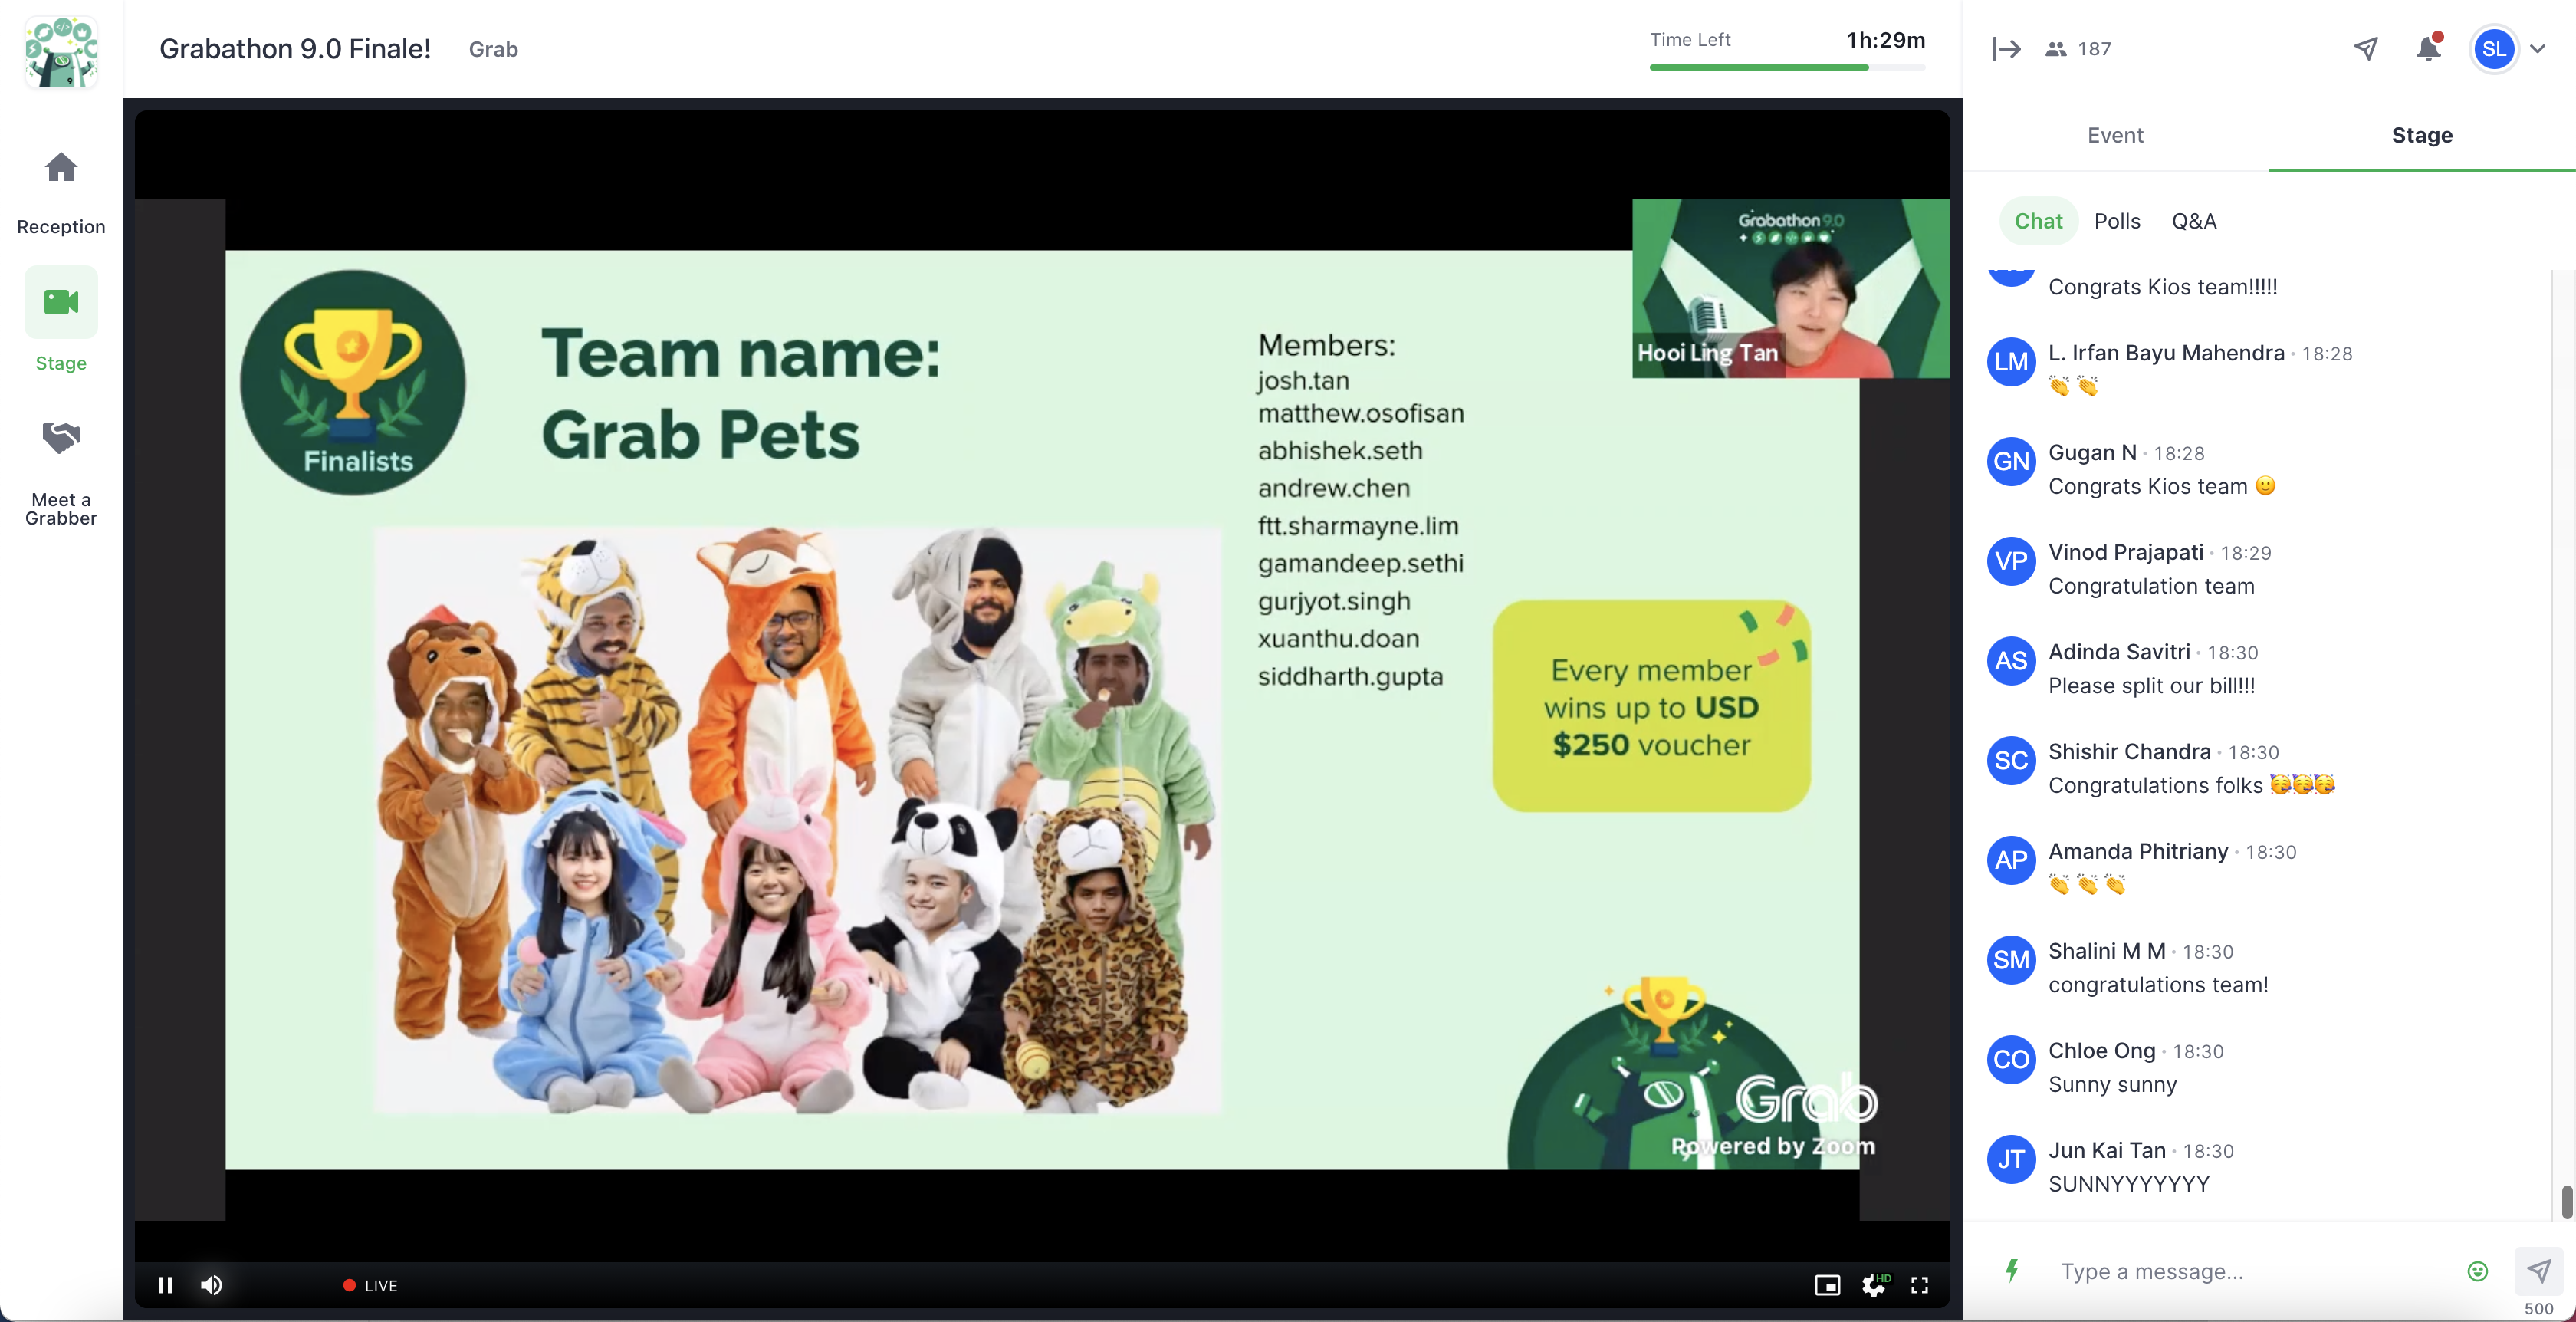 Grabathon 9.0 Finale!
Grab
Time Left
1h:29m
187
SL
Reception
Stage
Meet a
Grabber
Finalists
Team name:
Grab Pets
Members:
josh.tan
matthew.osofisan
abhishek.seth
andrew.chen
ftt.sharmayne.lim
gamandeep.sethi
gurjyot.singh
xuanthu.doan
siddharth.gupta
Grabathon 9.0
Hooi Ling Tan
Every member
wins up to USD
$250 voucher
Grab
Powered by Zoom
LIVE
HD
Event
Stage
Chat
Polls
Q&A
Congrats Kios team!!!!!
LM
L. Irfan Bayu Mahendra · 18:28
👏 👏
GN
Gugan N · 18:28
Congrats Kios team 🙂
VP
Vinod Prajapati · 18:29
Congratulation team
AS
Adinda Savitri · 18:30
Please split our bill!!!
SC
Shishir Chandra · 18:30
Congratulations folks 🥳🥳🥳
AP
Amanda Phitriany · 18:30
👏 👏 👏
SM
Shalini M M · 18:30
congratulations team!
CO
Chloe Ong · 18:30
Sunny sunny
JT
Jun Kai Tan · 18:30
SUNNYYYYYYY
Type a message...
500